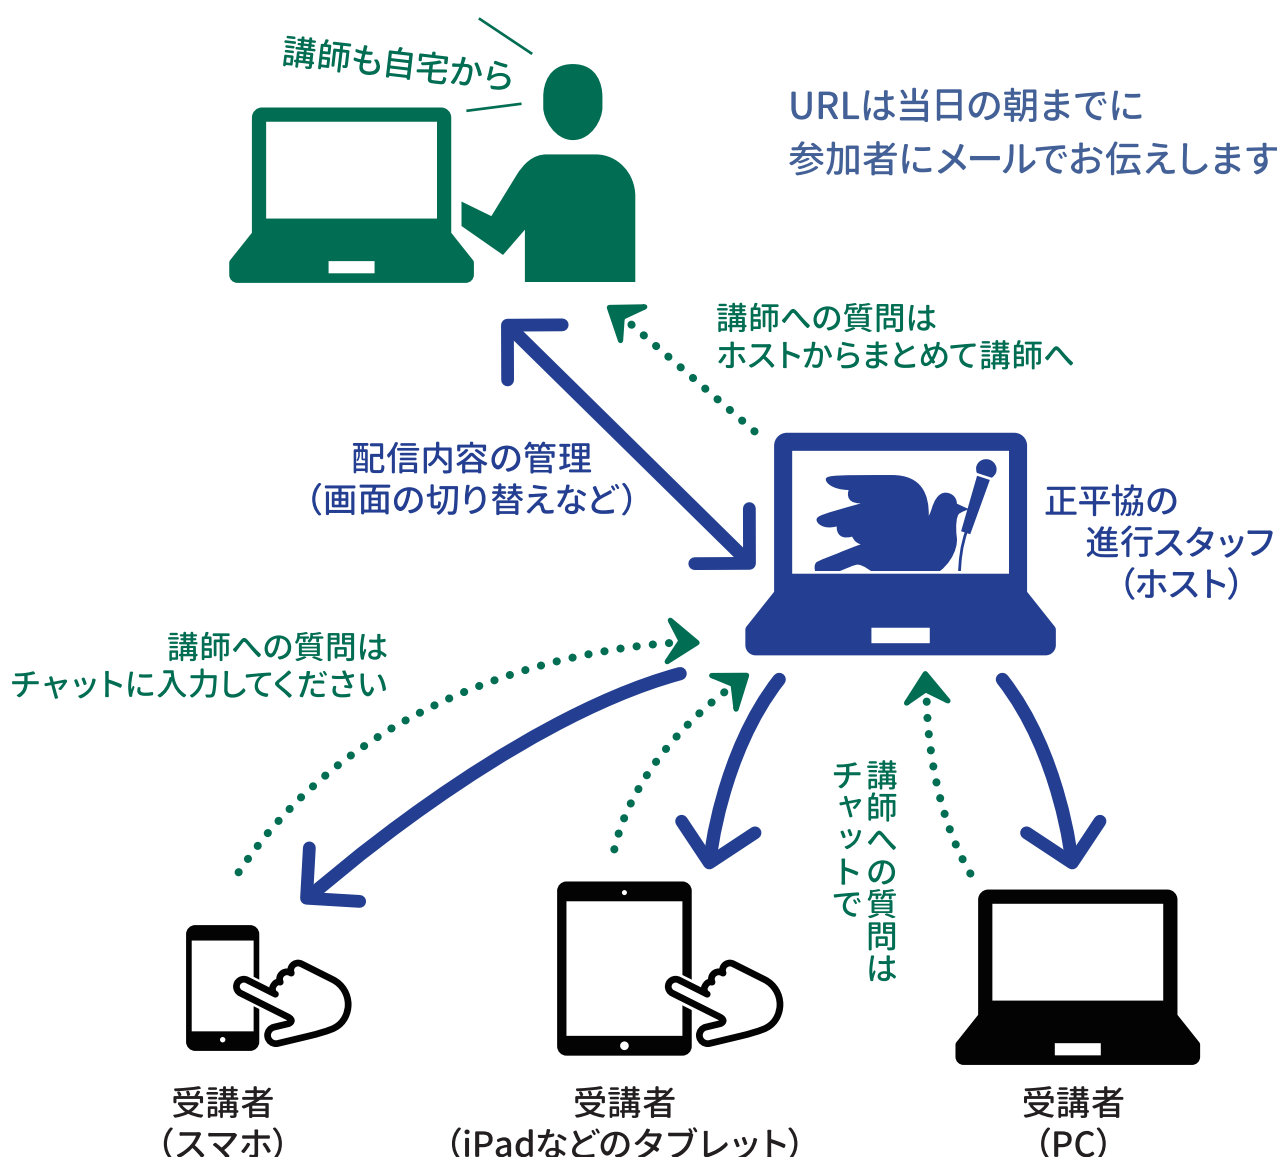 講師も自宅から
URLは当日の朝までに
参加者にメールでお伝えします
講師への質問は
ホストからまとめて講師へ
配信内容の管理
（画面の切り替えなど）
正平協の
進行スタッフ
（ホスト）
講師への質問は
チャットに入力してください
講師への質問は
チャットで
受講者
（スマホ）
受講者
（iPadなどのタブレット）
受講者
（PC）